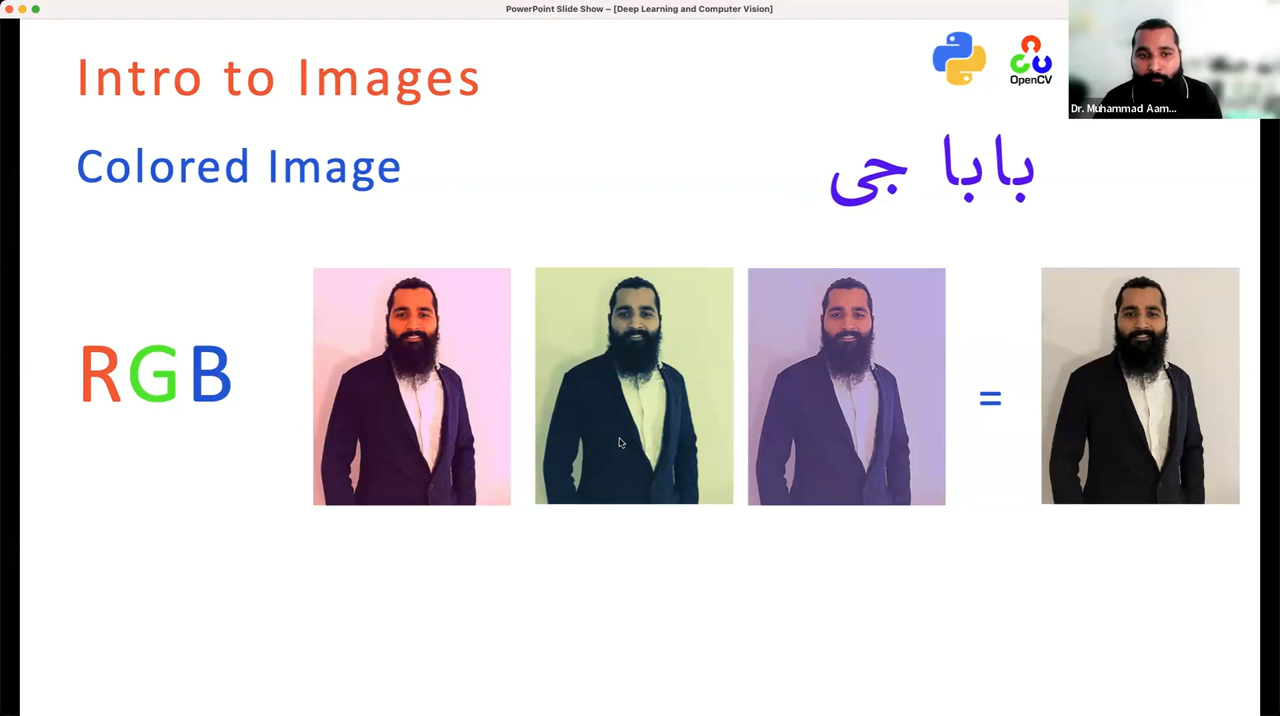 PowerPoint Slide Show – [Deep Learning and Computer Vision]
Intro to Images
OpenCV
Dr. Muhammad Aam...
Colored Image
بابا جی
RGB
=